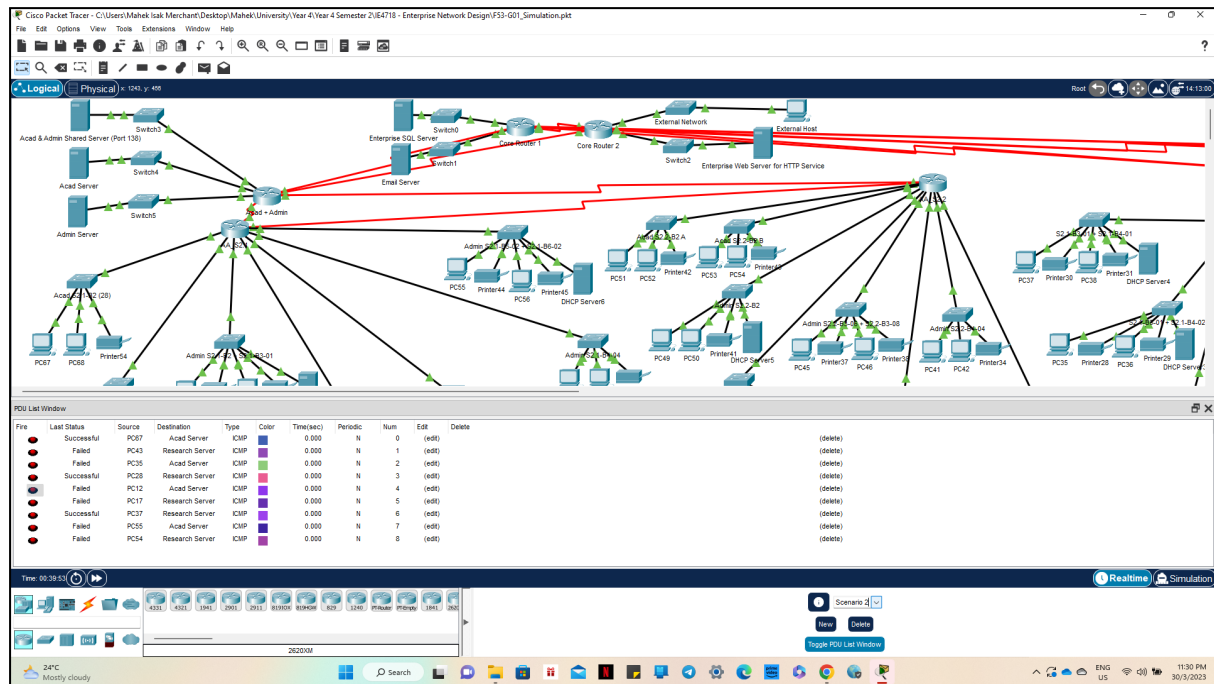 Cisco Packet Tracer - C:\Users\Mahek Isak Merchant\Desktop\Mahek\University\Year 4\Year 4 Semester 2\IE4718 - Enterprise Network Design\F53-G01_Simulation.pkt
File Edit Options View Tools Extensions Window Help
Logical Physical x: 1243, y: 466 Root 14:13:00
Switch3
Acad & Admin Shared Server (Port 138)
Switch4
Acad Server
Switch5
Admin Server
Acad + Admin
Switch0
Enterprise SQL Server
Core Router 1
Switch1
Email Server
External Network
External Host
Core Router 2
Switch2
Enterprise Web Server for HTTP Service
Acad S2.1-B2 (28)
PC67 PC68 Printer54
PC55 Printer44 PC56 Printer45 DHCP Server6
PC51 PC52 Printer42 PC53 PC54
Admin S2.2-B2
PC49 PC50 Printer41 DHCP Server5
PC45 Printer37 PC46
PC41 PC42 Printer34
PC37 Printer30 PC38 Printer31 DHCP Server4
PC35 Printer28 PC36 Printer29
PDU List Window
Fire Last Status Source Destination Type Color Time(sec) Periodic Num Edit Delete
Successful PC67 Acad Server ICMP 0.000 N 0 (edit) (delete)
Failed PC43 Research Server ICMP 0.000 N 1 (edit) (delete)
Failed PC35 Acad Server ICMP 0.000 N 2 (edit) (delete)
Successful PC28 Research Server ICMP 0.000 N 3 (edit) (delete)
Failed PC12 Acad Server ICMP 0.000 N 4 (edit) (delete)
Failed PC17 Research Server ICMP 0.000 N 5 (edit) (delete)
Successful PC37 Research Server ICMP 0.000 N 6 (edit) (delete)
Failed PC55 Acad Server ICMP 0.000 N 7 (edit) (delete)
Failed PC54 Research Server ICMP 0.000 N 8 (edit) (delete)
Time: 00:39:53 Realtime Simulation
4331 4321 1941 2901 2911 819IOX 819HGW 829 1240 PT-Router PT-Empty 1841
2620XM
Scenario 2
New Delete
Toggle PDU List Window
24°C
Mostly cloudy
Search
ENG
US
11:30 PM
30/3/2023